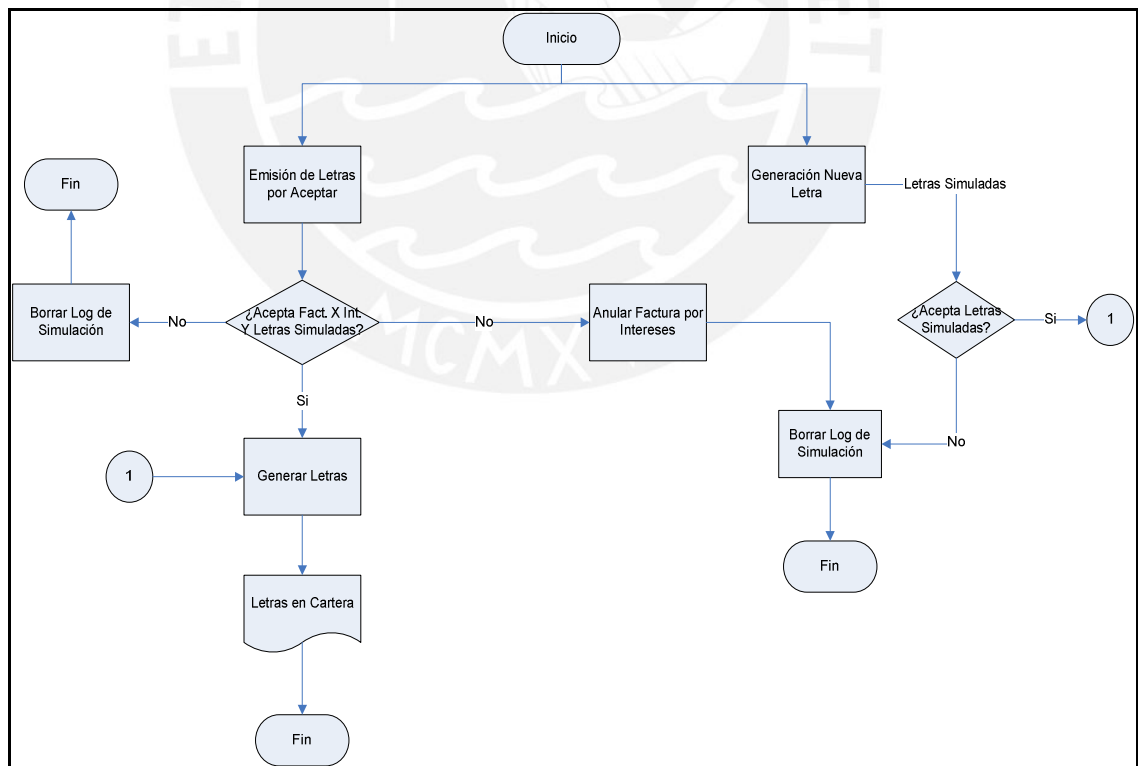 Inicio
Emisión de Letras
por Aceptar
Generación Nueva
Letra
Letras Simuladas
Fin
Borrar Log de
Simulación
No
¿Acepta Fact. X Int.
Y Letras Simuladas?
No
Anular Factura por
Intereses
¿Acepta Letras
Simuladas?
Si
1
Si
No
Borrar Log de
Simulación
1
Generar Letras
Fin
Letras en Cartera
Fin
MCMX